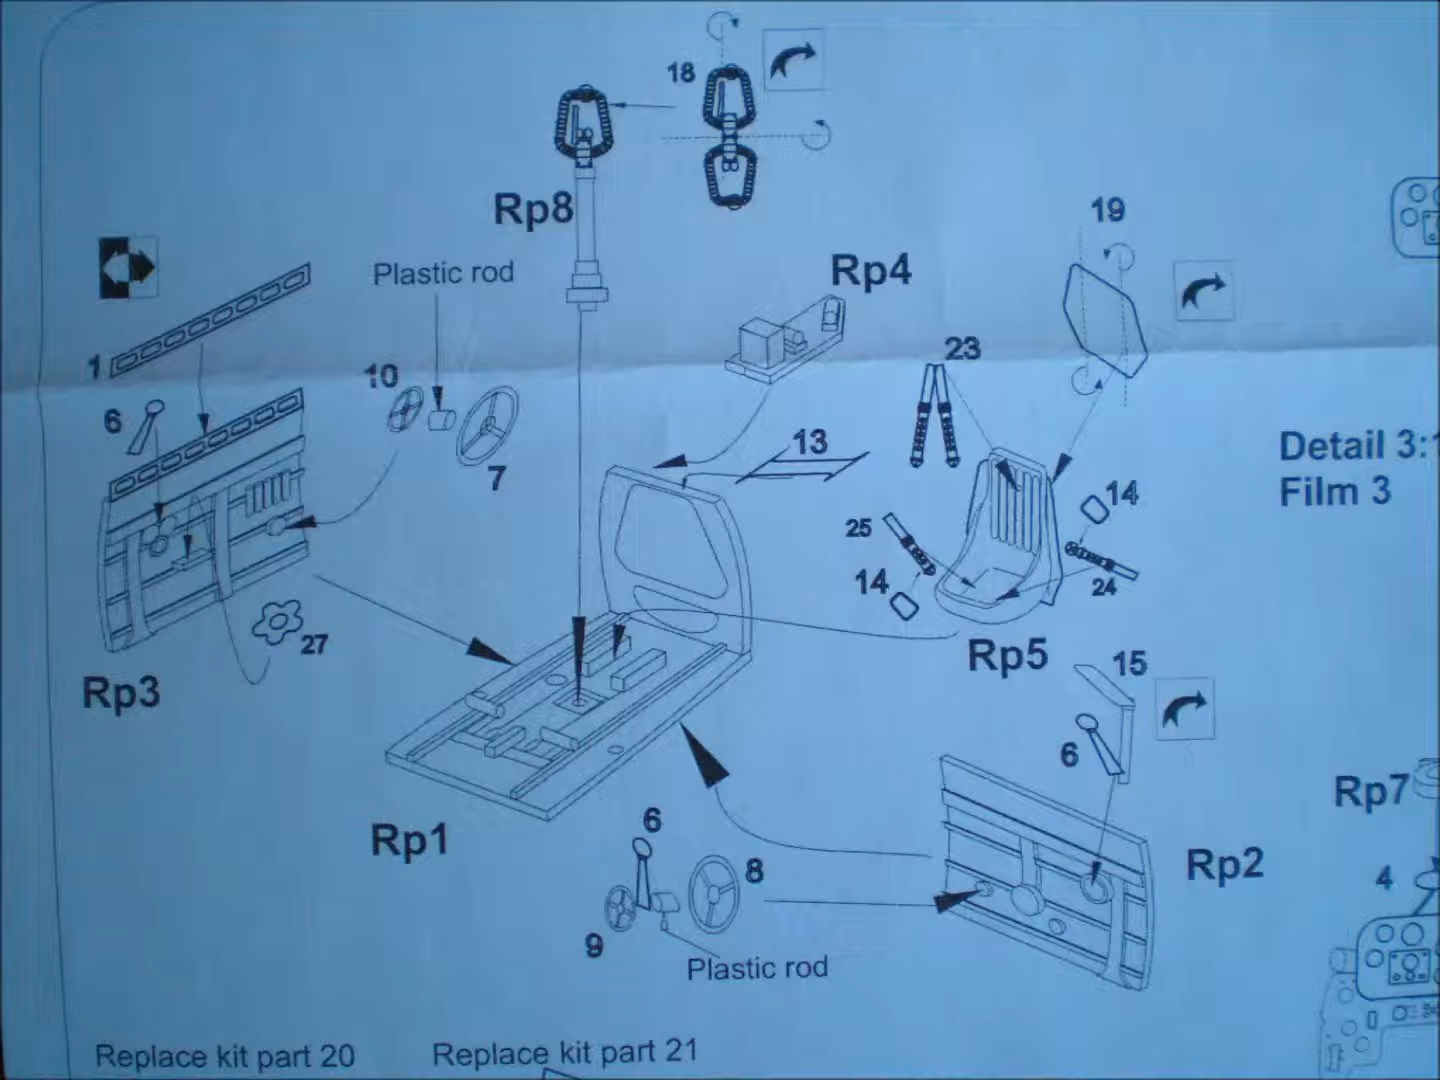 18
Rp8
19
Plastic rod
Rp4
1
10
23
6
7
13
Detail 3:1
Film 3
14
25
14
24
27
Rp5
Rp3
15
6
Rp7
Rp1
6
8
Rp2
4
9
Plastic rod
Replace kit part 20
Replace kit part 21